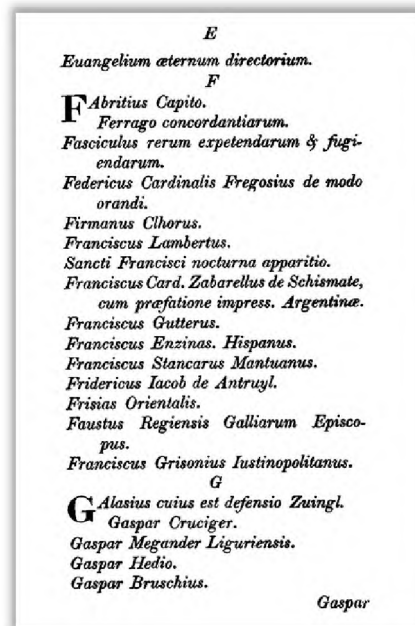 E
Euangelium æternum directorium.
F
FAbritius Capito.
Ferrago concordantiarum.
Fasciculus rerum expetendarum & fugi-
endarum.
Federicus Cardinalis Fregosius de modo
orandi.
Firmanus Clhorus.
Franciscus Lambertus.
Sancti Francisci nocturna apparitio.
Franciscus Card. Zabarellus de Schismate,
cum præfatione impress. Argentinæ.
Franciscus Gutterus.
Franciscus Enzinas. Hispanus.
Franciscus Stancarus Mantuanus.
Fridericus Iacob de Antruyl.
Frisias Orientalis.
Faustus Regiensis Galliarum Episco-
pus.
Franciscus Grisonius Iustinopolitanus.
G
GAlasius cuius est defensio Zuingl.
Gaspar Cruciger.
Gaspar Megander Liguriensis.
Gaspar Hedio.
Gaspar Bruschius.
Gaspar